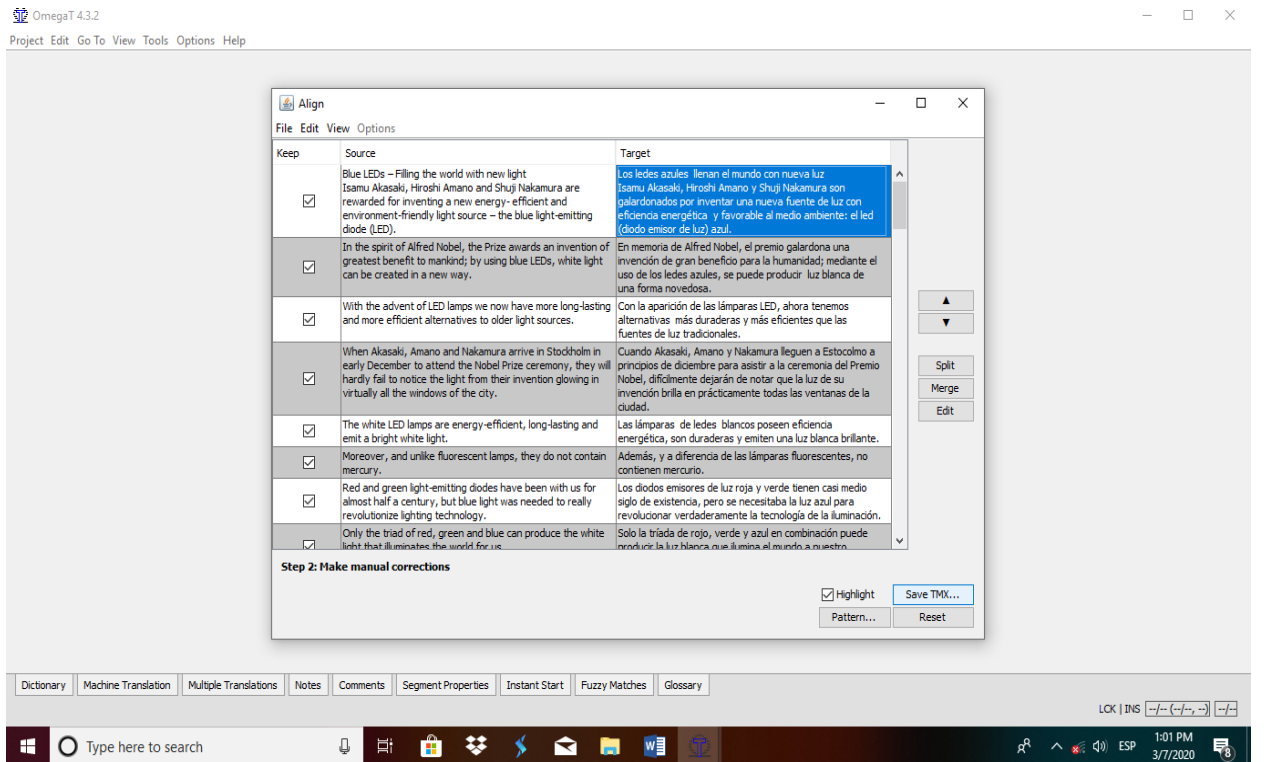 OmegaT 4.3.2
Project Edit Go To View Tools Options Help
Align
File Edit View Options
Keep Source Target
Blue LEDs – Filling the world with new light
Isamu Akasaki, Hiroshi Amano and Shuji Nakamura are
rewarded for inventing a new energy- efficient and
environment-friendly light source – the blue light-emitting
diode (LED).
Los ledes azules llenan el mundo con nueva luz
Isamu Akasaki, Hiroshi Amano y Shuji Nakamura son
galardonados por inventar una nueva fuente de luz con
eficiencia energética y favorable al medio ambiente: el led
(diodo emisor de luz) azul.
In the spirit of Alfred Nobel, the Prize awards an invention of
greatest benefit to mankind; by using blue LEDs, white light
can be created in a new way.
En memoria de Alfred Nobel, el premio galardona una
invención de gran beneficio para la humanidad; mediante el
uso de los ledes azules, se puede producir luz blanca de
una forma novedosa.
With the advent of LED lamps we now have more long-lasting
and more efficient alternatives to older light sources.
Con la aparición de las lámparas LED, ahora tenemos
alternativas más duraderas y más eficientes que las
fuentes de luz tradicionales.
When Akasaki, Amano and Nakamura arrive in Stockholm in
early December to attend the Nobel Prize ceremony, they will
hardly fail to notice the light from their invention glowing in
virtually all the windows of the city.
Cuando Akasaki, Amano y Nakamura lleguen a Estocolmo a
principios de diciembre para asistir a la ceremonia del Premio
Nobel, difícilmente dejarán de notar que la luz de su
invención brilla en prácticamente todas las ventanas de la
ciudad.
The white LED lamps are energy-efficient, long-lasting and
emit a bright white light.
Las lámparas de ledes blancos poseen eficiencia
energética, son duraderas y emiten una luz blanca brillante.
Moreover, and unlike fluorescent lamps, they do not contain
mercury.
Además, y a diferencia de las lámparas fluorescentes, no
contienen mercurio.
Red and green light-emitting diodes have been with us for
almost half a century, but blue light was needed to really
revolutionize lighting technology.
Los diodos emisores de luz roja y verde tienen casi medio
siglo de existencia, pero se necesitaba la luz azul para
revolucionar verdaderamente la tecnología de la iluminación.
Only the triad of red, green and blue can produce the white
light that illuminates the world for us
Solo la tríada de rojo, verde y azul en combinación puede
producir la luz blanca que ilumina el mundo a nuestro
▲
▼
Split
Merge
Edit
Step 2: Make manual corrections
Highlight Save TMX...
Pattern... Reset
Dictionary Machine Translation Multiple Translations Notes Comments Segment Properties Instant Start Fuzzy Matches Glossary
LCK | INS --/-- (--/--, --) --/--
Type here to search
ESP
1:01 PM
3/7/2020
8